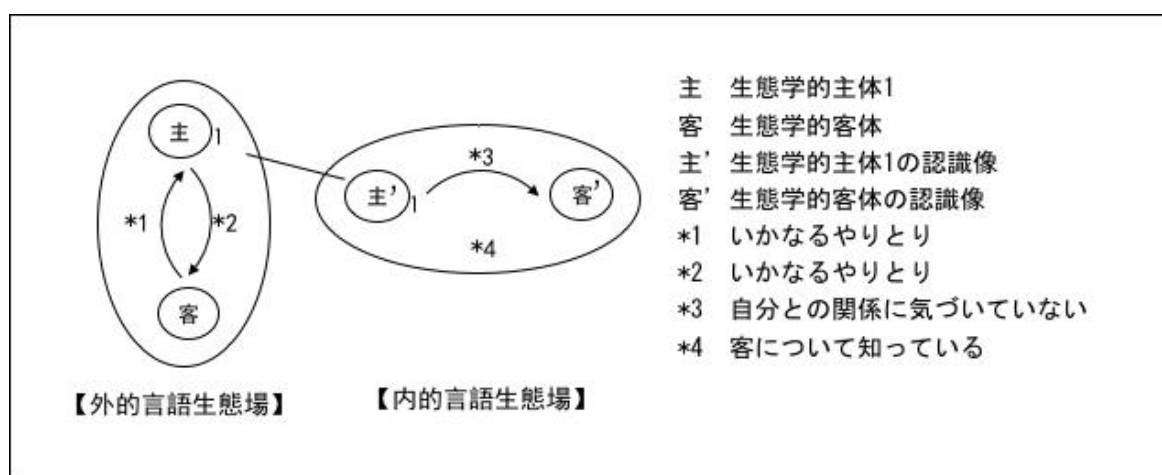 主1
*1
*2
客
【外的言語生態場】
主’1
*3
客’
*4
【内的言語生態場】
主 生態学的主体1
客 生態学的客体
主’ 生態学的主体1の認識像
客’ 生態学的客体の認識像
*1 いかなるやりとり
*2 いかなるやりとり
*3 自分との関係に気づいていない
*4 客について知っている